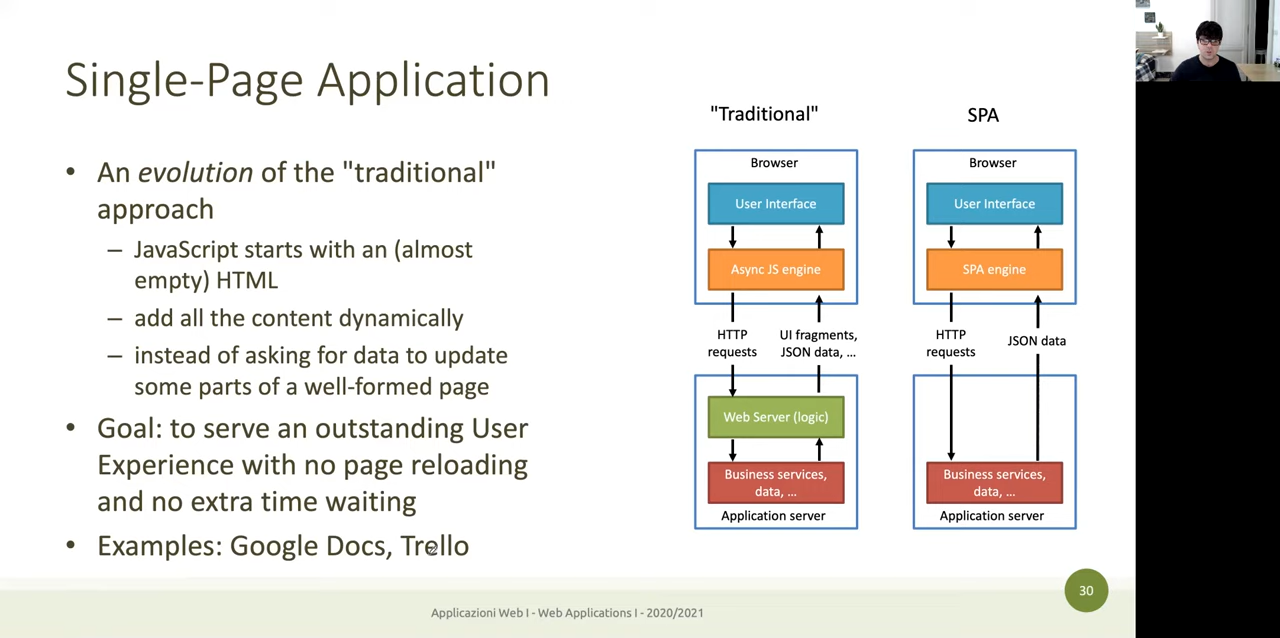 Single-Page Application
• An evolution of the "traditional"
approach
– JavaScript starts with an (almost
empty) HTML
– add all the content dynamically
– instead of asking for data to update
some parts of a well-formed page
• Goal: to serve an outstanding User
Experience with no page reloading
and no extra time waiting
• Examples: Google Docs, Trello
"Traditional"
Browser
User Interface
Async JS engine
HTTP
requests
UI fragments,
JSON data, ...
Web Server (logic)
Business services,
data, ...
Application server
SPA
Browser
User Interface
SPA engine
HTTP
requests
JSON data
Business services,
data, ...
Application server
Applicazioni Web I - Web Applications I - 2020/2021
30